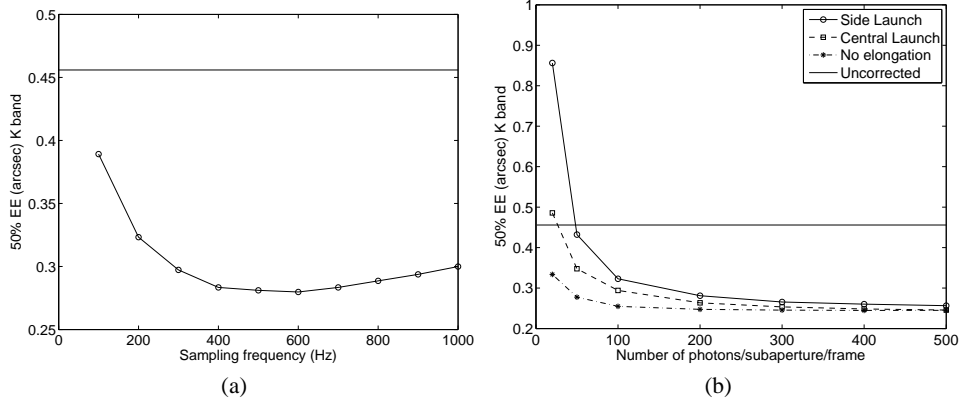 0.5
0.45
0.4
0.35
0.3
0.25
0 200 400 600 800 1000
50% EE (arcsec) K band
Sampling frequency (Hz)
(a)
1
0.9
0.8
0.7
0.6
0.5
0.4
0.3
0.2
0 100 200 300 400 500
50% EE (arcsec) K band
Number of photons/subaperture/frame
Side Launch
Central Launch
No elongation
Uncorrected
(b)